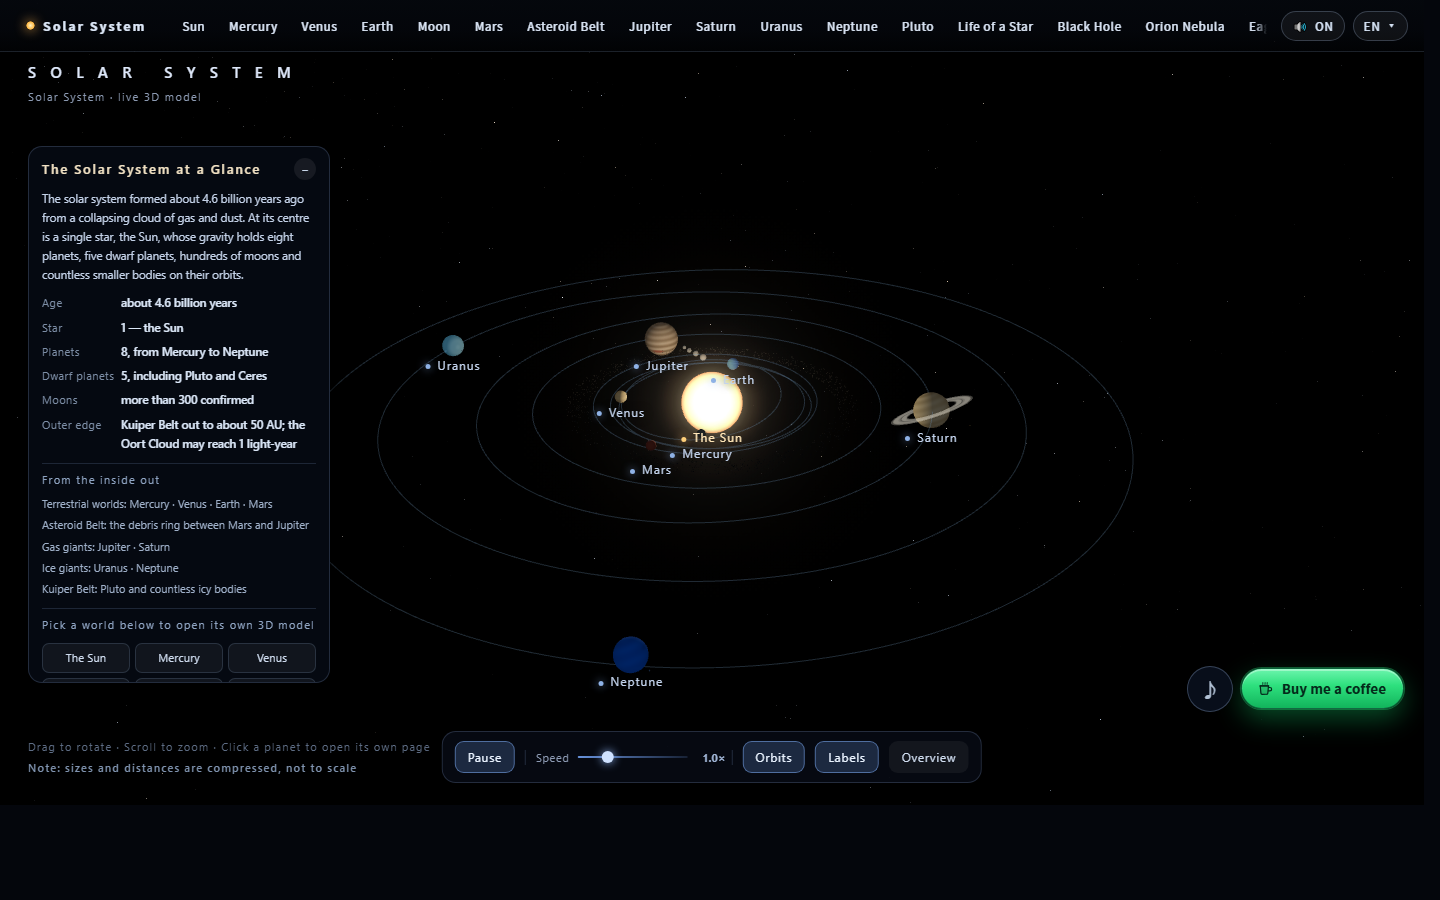 Solar System
Sun
Mercury
Venus
Earth
Moon
Mars
Asteroid Belt
Jupiter
Saturn
Uranus
Neptune
Pluto
Life of a Star
Black Hole
Orion Nebula
ON
EN
SOLAR SYSTEM
Solar System · live 3D model
The Solar System at a Glance
The solar system formed about 4.6 billion years ago
from a collapsing cloud of gas and dust. At its centre
is a single star, the Sun, whose gravity holds eight
planets, five dwarf planets, hundreds of moons and
countless smaller bodies on their orbits.
Age about 4.6 billion years
Star 1 — the Sun
Planets 8, from Mercury to Neptune
Dwarf planets 5, including Pluto and Ceres
Moons more than 300 confirmed
Outer edge Kuiper Belt out to about 50 AU; the
Oort Cloud may reach 1 light-year
From the inside out
Terrestrial worlds: Mercury · Venus · Earth · Mars
Asteroid Belt: the debris ring between Mars and Jupiter
Gas giants: Jupiter · Saturn
Ice giants: Uranus · Neptune
Kuiper Belt: Pluto and countless icy bodies
Pick a world below to open its own 3D model
The Sun
Mercury
Venus
Uranus
Jupiter
Earth
Venus
The Sun
Mercury
Mars
Saturn
Neptune
Buy me a coffee
Drag to rotate · Scroll to zoom · Click a planet to open its own page
Note: sizes and distances are compressed, not to scale
Pause
Speed
1.0×
Orbits
Labels
Overview